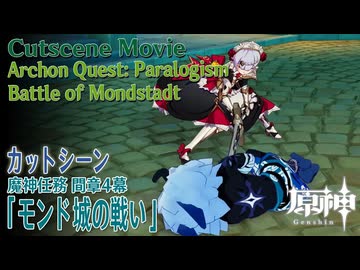 Cutscene Movie
Archon Quest: Paralogism
Battle of Mondstadt
カットシーン
魔神任務 間章4幕
「モンド城の戦い」
原神
Genshin